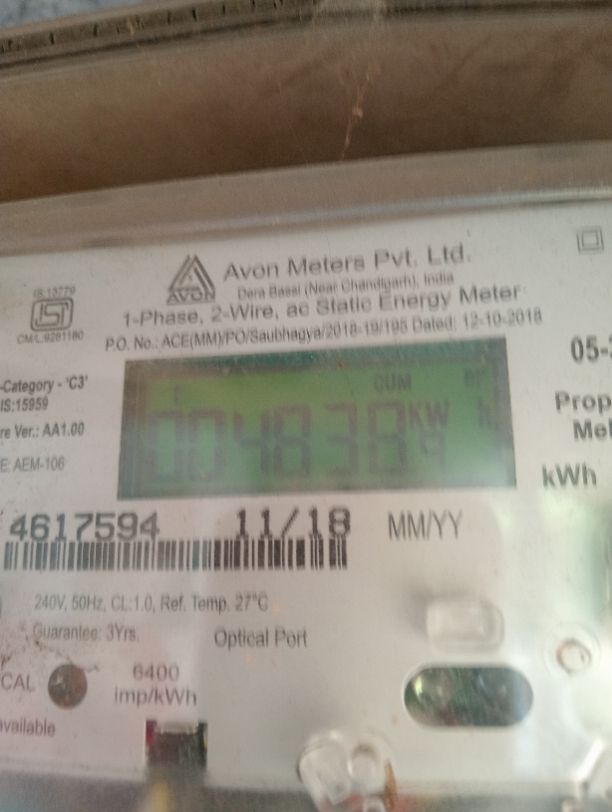 Avon Meters Pvt. Ltd.
AVON
Dera Bassi (Near Chandigarh), India
IS:13779
1-Phase, 2-Wire, ac Static Energy Meter
CM/L:9281180
P.O. No.: ACE(MM)/PO/Saubhagya/2018-19/195 Dated: 12-10-2018
05-
-Category - 'C3'
IS:15959
CUM
Prop
re Ver.: AA1.00
004838 KW h
Met
E: AEM-106
kWh
4617594 11/18 MM/YY
240V, 50Hz, CL:1.0, Ref. Temp. 27°C
Guarantee: 3Yrs.
Optical Port
CAL
6400
imp/kWh
available